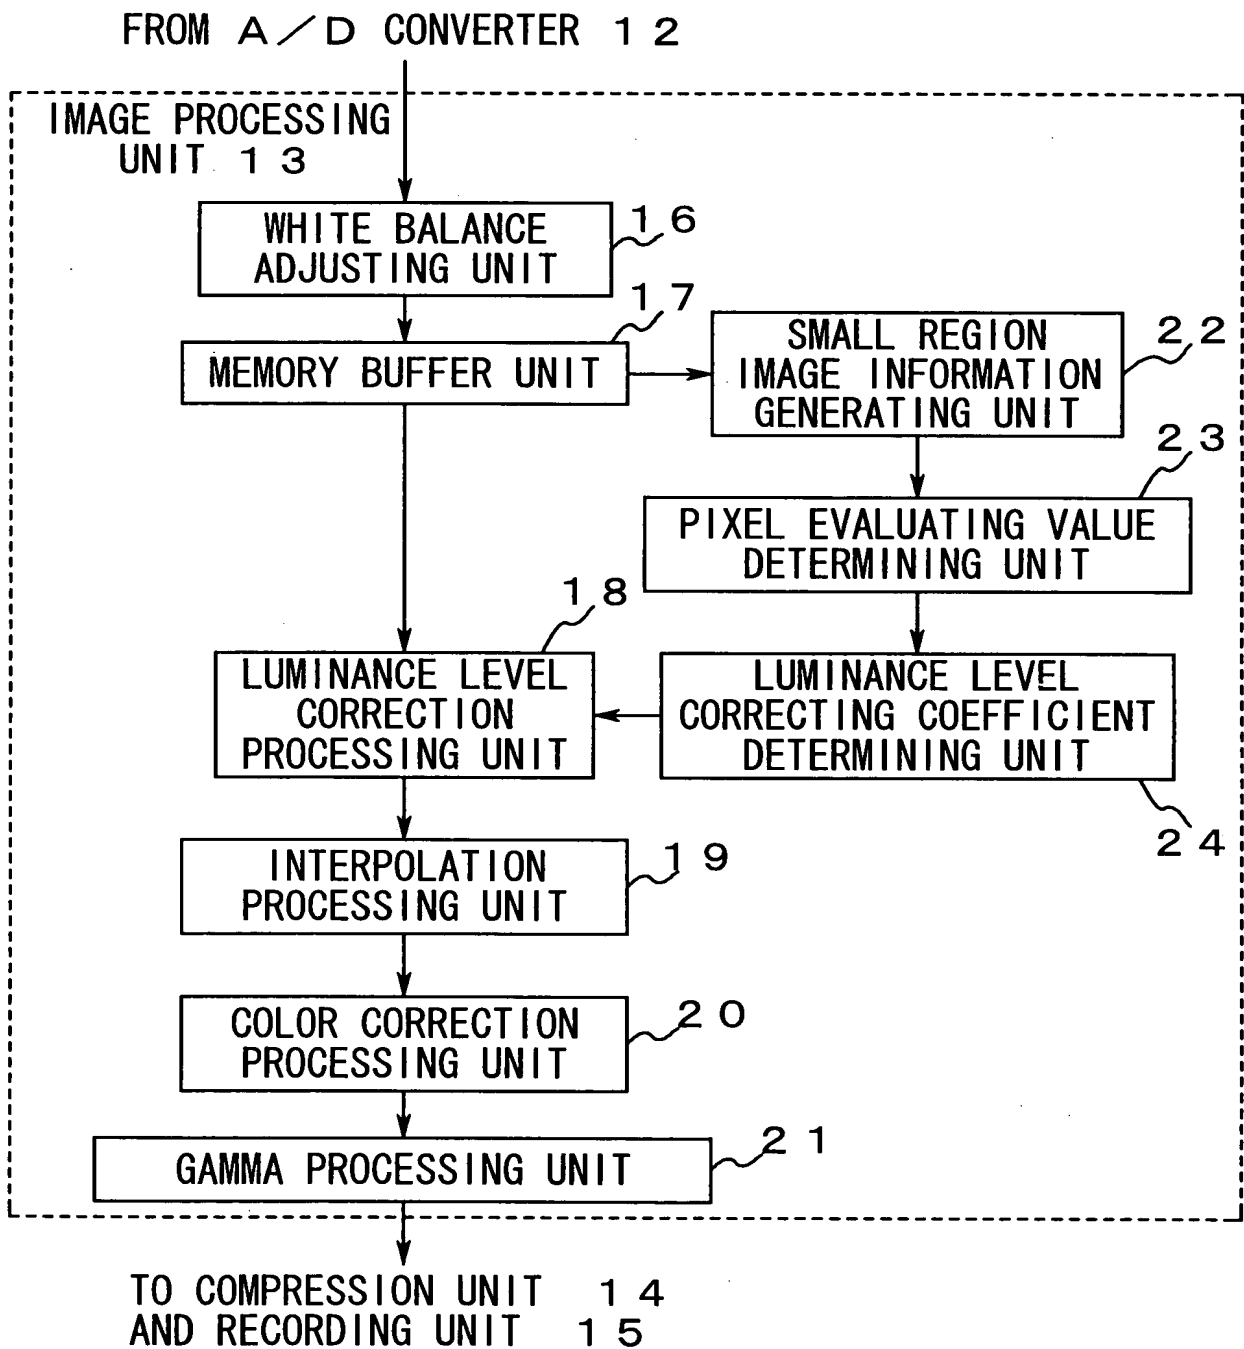 FROM A/D CONVERTER 12
IMAGE PROCESSING
UNIT 13
WHITE BALANCE
ADJUSTING UNIT
16
17
MEMORY BUFFER UNIT
SMALL REGION
IMAGE INFORMATION
GENERATING UNIT
22
23
PIXEL EVALUATING VALUE
DETERMINING UNIT
18
LUMINANCE LEVEL
CORRECTION
PROCESSING UNIT
LUMINANCE LEVEL
CORRECTING COEFFICIENT
DETERMINING UNIT
24
INTERPOLATION
PROCESSING UNIT
19
COLOR CORRECTION
PROCESSING UNIT
20
GAMMA PROCESSING UNIT
21
TO COMPRESSION UNIT 14
AND RECORDING UNIT 15